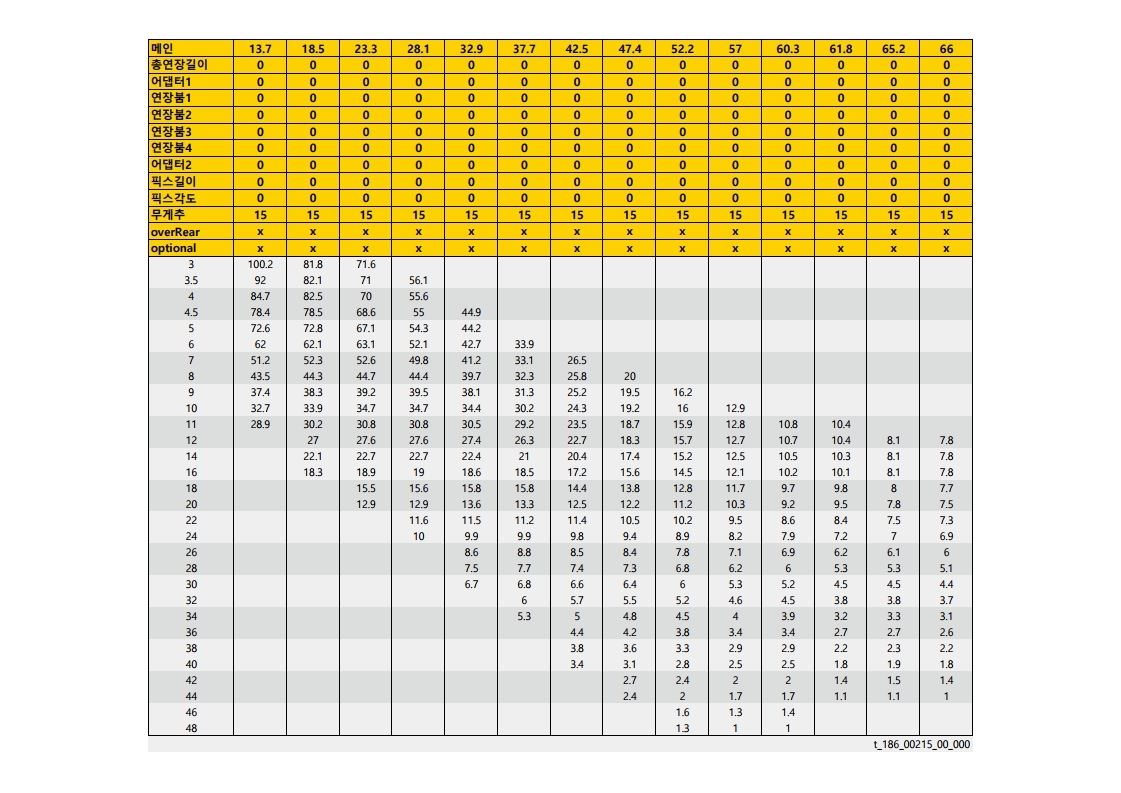 메인 13.7 18.5 23.3 28.1 32.9 37.7 42.5 47.4 52.2 57 60.3 61.8 65.2 66
총연장길이 0 0 0 0 0 0 0 0 0 0 0 0 0 0
어댑터1 0 0 0 0 0 0 0 0 0 0 0 0 0 0
연장붐1 0 0 0 0 0 0 0 0 0 0 0 0 0 0
연장붐2 0 0 0 0 0 0 0 0 0 0 0 0 0 0
연장붐3 0 0 0 0 0 0 0 0 0 0 0 0 0 0
연장붐4 0 0 0 0 0 0 0 0 0 0 0 0 0 0
어댑터2 0 0 0 0 0 0 0 0 0 0 0 0 0 0
픽스길이 0 0 0 0 0 0 0 0 0 0 0 0 0 0
픽스각도 0 0 0 0 0 0 0 0 0 0 0 0 0 0
무게추 15 15 15 15 15 15 15 15 15 15 15 15 15 15
overRear x x x x x x x x x x x x x x
optional x x x x x x x x x x x x x x
3 100.2 81.8 71.6
3.5 92 82.1 71 56.1
4 84.7 82.5 70 55.6
4.5 78.4 78.5 68.6 55 44.9
5 72.6 72.8 67.1 54.3 44.2
6 62 62.1 63.1 52.1 42.7 33.9
7 51.2 52.3 52.6 49.8 41.2 33.1 26.5
8 43.5 44.3 44.7 44.4 39.7 32.3 25.8 20
9 37.4 38.3 39.2 39.5 38.1 31.3 25.2 19.5 16.2
10 32.7 33.9 34.7 34.7 34.4 30.2 24.3 19.2 16 12.9
11 28.9 30.2 30.8 30.8 30.5 29.2 23.5 18.7 15.9 12.8 10.8 10.4
12 27 27.6 27.6 27.4 26.3 22.7 18.3 15.7 12.7 10.7 10.4 8.1 7.8
14 22.1 22.7 22.7 22.4 21 20.4 17.4 15.2 12.5 10.5 10.3 8.1 7.8
16 18.3 18.9 19 18.6 18.5 17.2 15.6 14.5 12.1 10.2 10.1 8.1 7.8
18 15.5 15.6 15.8 15.8 14.4 13.8 12.8 11.7 9.7 9.8 8 7.7
20 12.9 12.9 13.6 13.3 12.5 12.2 11.2 10.3 9.2 9.5 7.8 7.5
22 11.6 11.5 11.2 11.4 10.5 10.2 9.5 8.6 8.4 7.5 7.3
24 10 9.9 9.9 9.8 9.4 8.9 8.2 7.9 7.2 7 6.9
26 8.6 8.8 8.5 8.4 7.8 7.1 6.9 6.2 6.1 6
28 7.5 7.7 7.4 7.3 6.8 6.2 6 5.3 5.3 5.1
30 6.7 6.8 6.6 6.4 6 5.3 5.2 4.5 4.5 4.4
32 6 5.7 5.5 5.2 4.6 4.5 3.8 3.8 3.7
34 5.3 5 4.8 4.5 4 3.9 3.2 3.3 3.1
36 4.4 4.2 3.8 3.4 3.4 2.7 2.7 2.6
38 3.8 3.6 3.3 2.9 2.9 2.2 2.3 2.2
40 3.4 3.1 2.8 2.5 2.5 1.8 1.9 1.8
42 2.7 2.4 2 2 1.4 1.5 1.4
44 2.4 2 1.7 1.7 1.1 1.1 1
46 1.6 1.3 1.4
48 1.3 1 1
t_186_00215_00_000